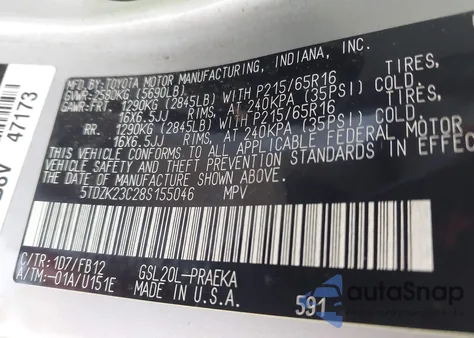 MFD.BY: TOYOTA MOTOR MANUFACTURING, INDIANA, INC.
(5690LB)
GAWR:FRT. 1290KG (2845LB) WITH P215/65R16 TIRES,
16X6.5JJ RIMS, AT 240KPA (35PSI) COLD.
RR. 1290KG (2845LB) WITH P215/65R16 TIRES,
16X6.5JJ RIMS, AT 240KPA (35PSI) COLD.
THIS VEHICLE CONFORMS TO ALL APPLICABLE FEDERAL MOTOR
VEHICLE SAFETY AND THEFT PREVENTION STANDARDS IN EFFEC
THE DATE OF MANUFACTURE SHOWN ABOVE.
5TDZK23C28S155046 MPV
C/TR: 1D7/FB12 GSL20L-PRAEKA
A/TM:-01A/U151E MADE IN U.S.A. 591
47173
autoSnap